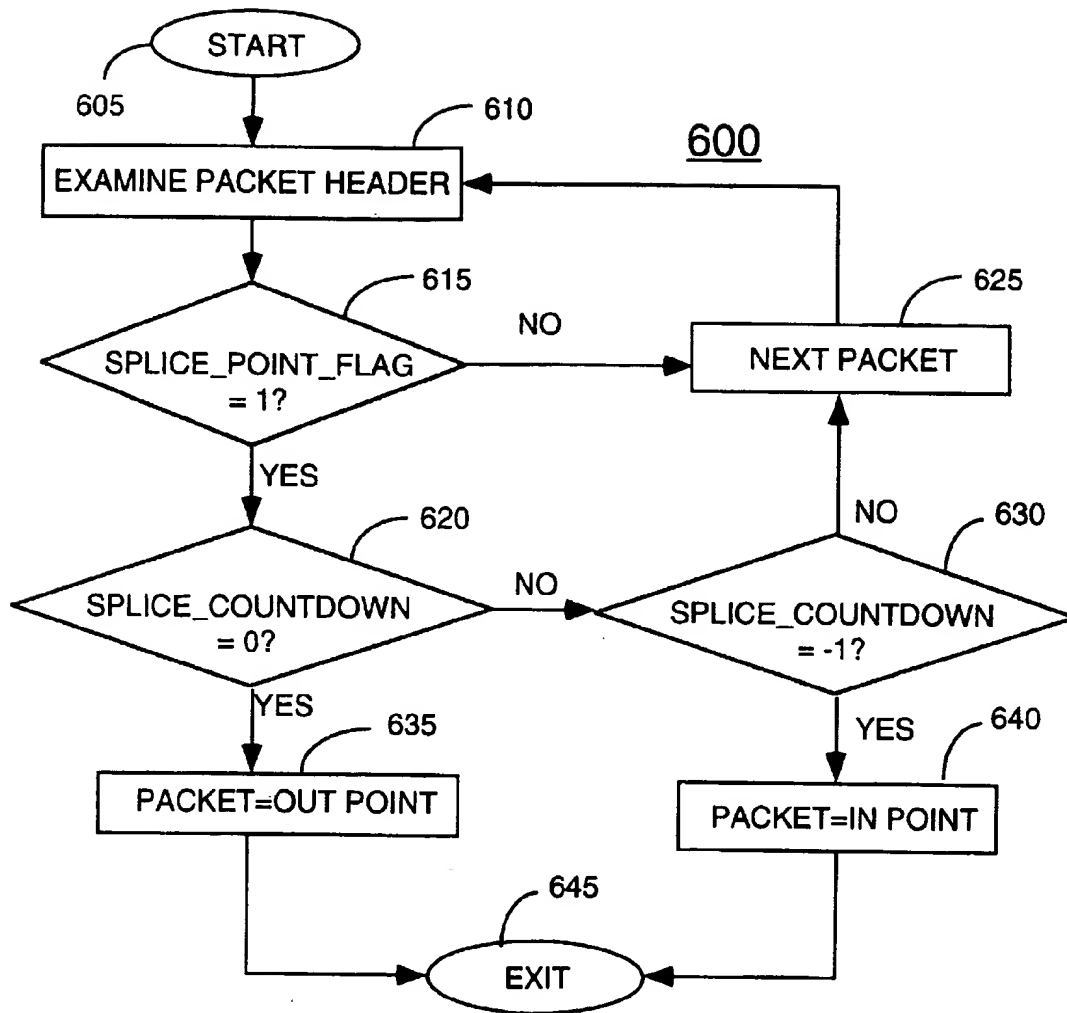 START
605
610
600
EXAMINE PACKET HEADER
615
625
NO
SPLICE_POINT_FLAG
= 1?
NEXT PACKET
YES
620
NO
630
SPLICE_COUNTDOWN
= 0?
NO
SPLICE_COUNTDOWN
= -1?
YES
635
YES
640
PACKET=OUT POINT
PACKET=IN POINT
645
EXIT